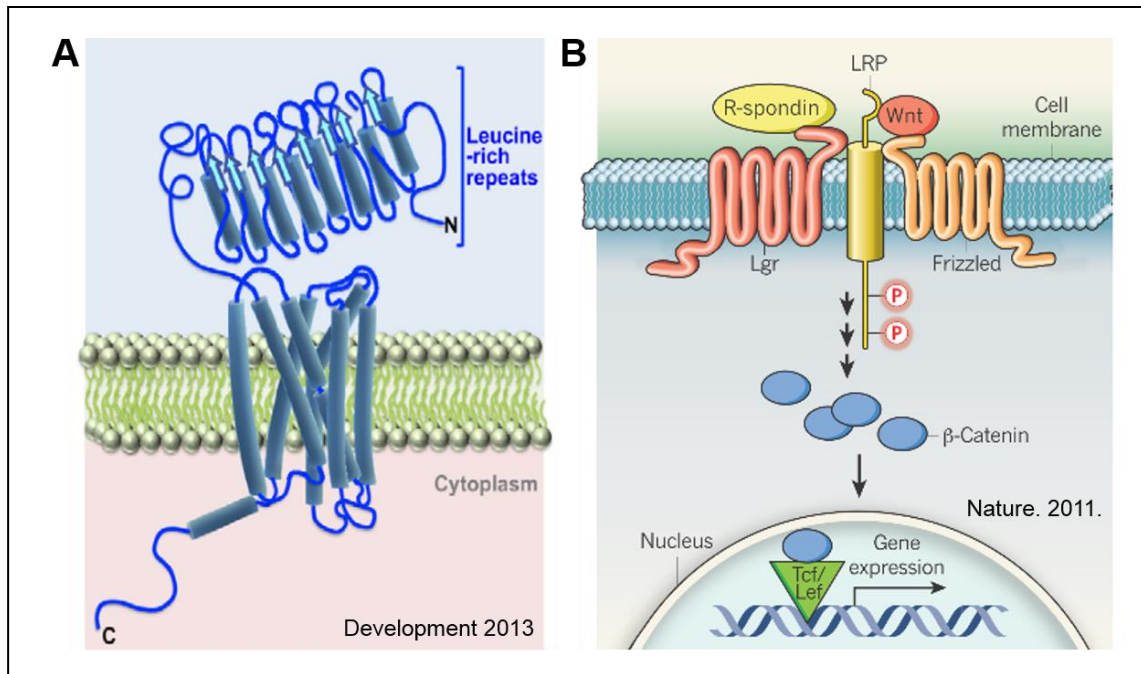 A
Leucine
-rich
repeats
N
Cytoplasm
C
Development 2013
B
LRP
R-spondin
Wnt
Cell
membrane
Lgr
Frizzled
P
P
β-Catenin
Nature. 2011.
Nucleus
Gene
expression
Tcf/
Lef